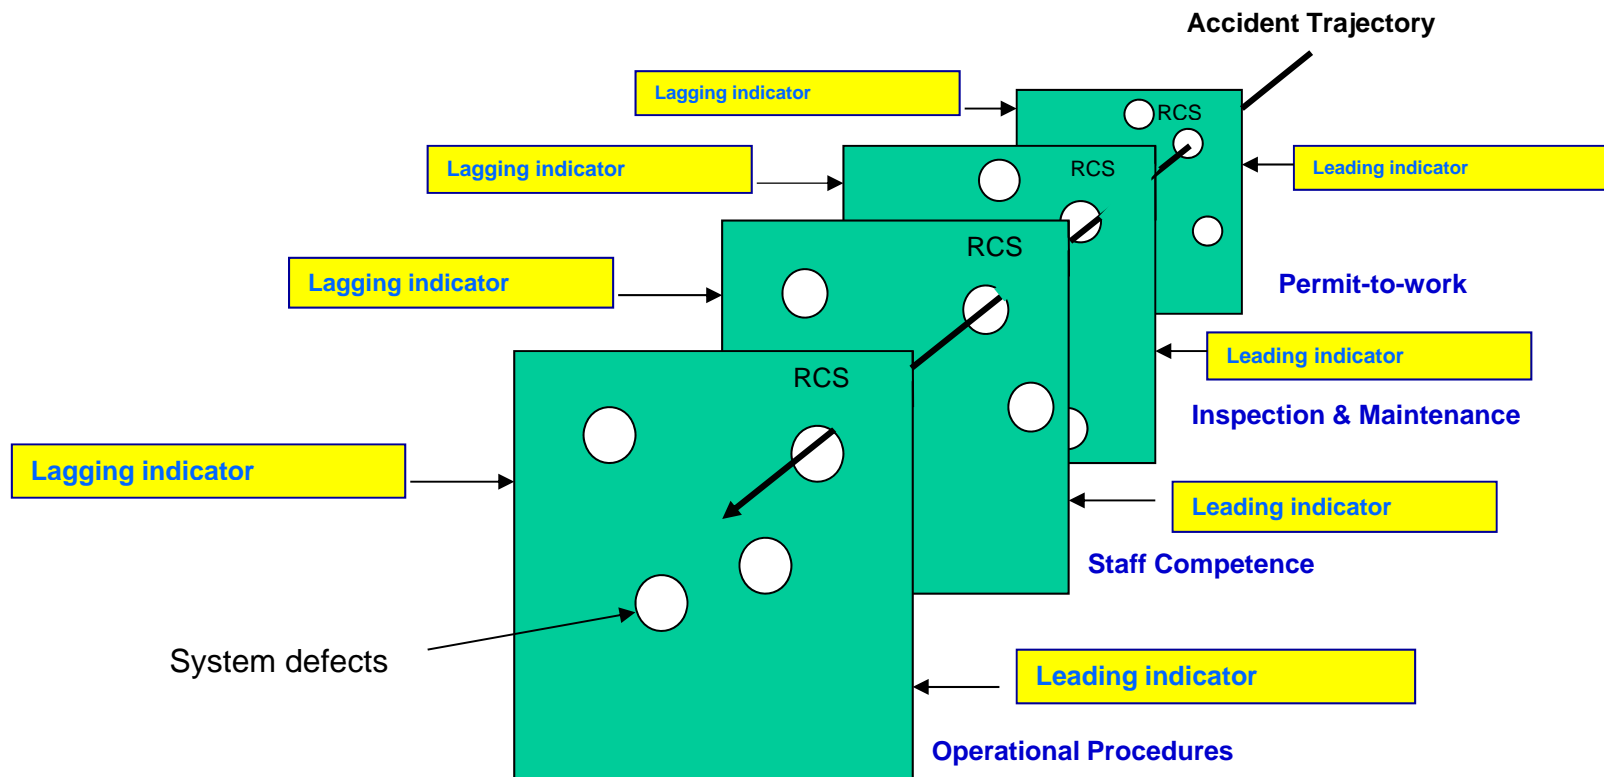 Accident Trajectory
Lagging indicator
RCS
Lagging indicator
RCS
Leading indicator
RCS
Lagging indicator
Permit-to-work
Leading indicator
RCS
Inspection & Maintenance
Lagging indicator
Leading indicator
Staff Competence
System defects
Leading indicator
Operational Procedures